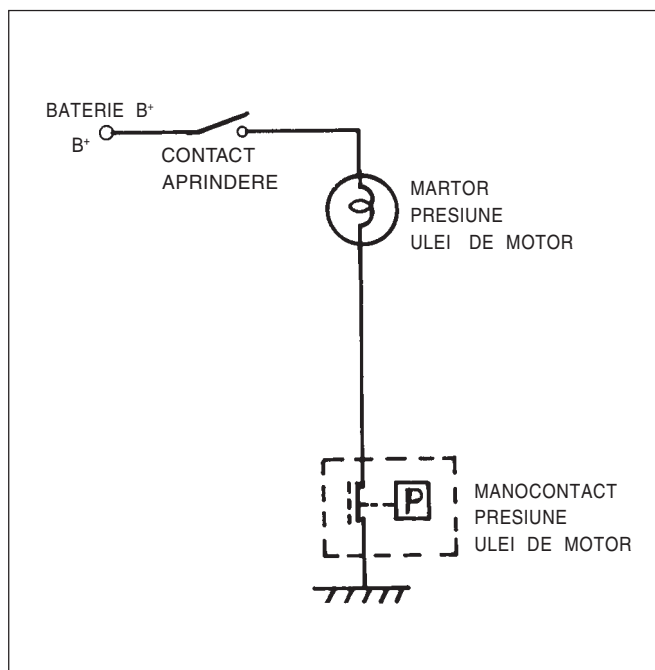 BATERIE B⁺
B⁺
CONTACT
APRINDERE
MARTOR
PRESIUNE
ULEI DE MOTOR
P
MANOCONTACT
PRESIUNE
ULEI DE MOTOR